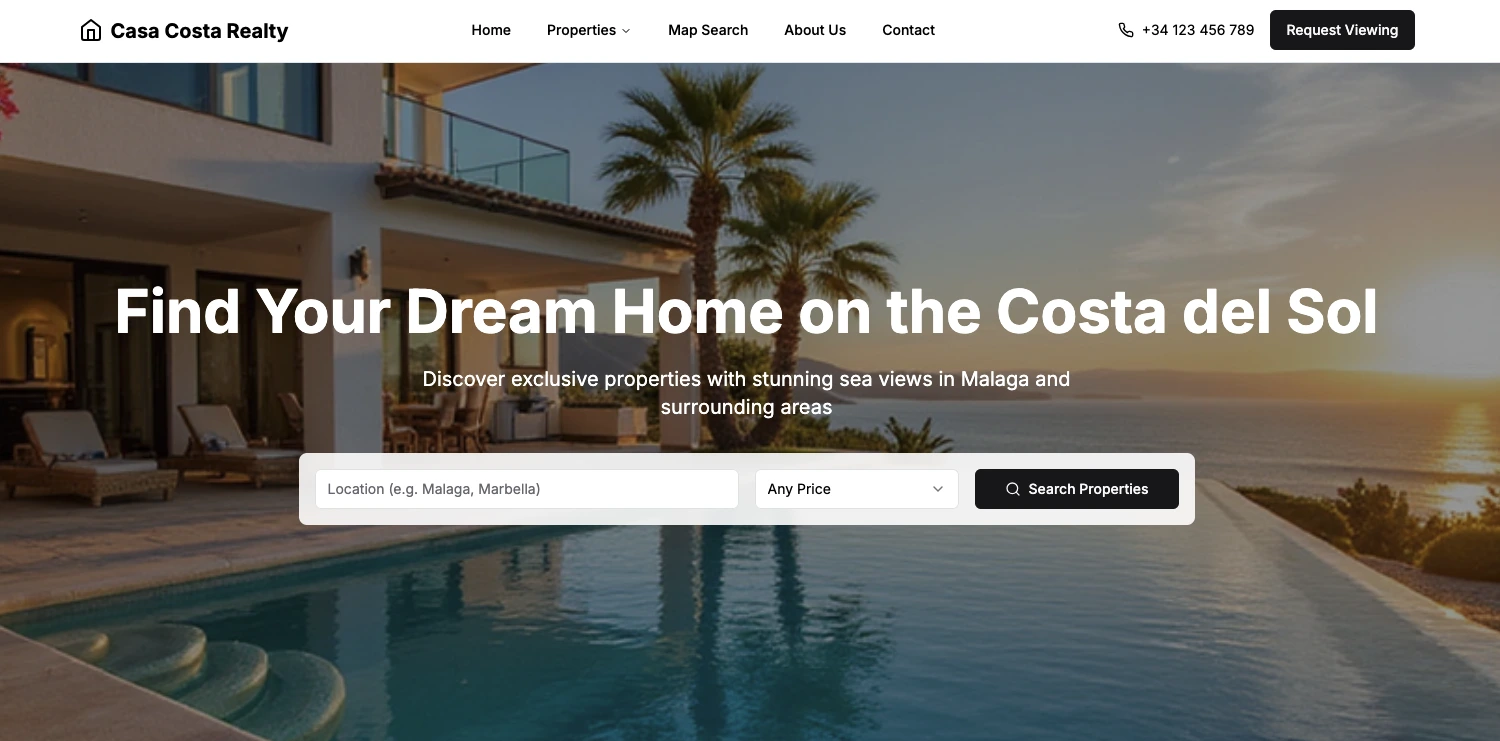 Casa Costa Realty
Home
Properties
Map Search
About Us
Contact
+34 123 456 789
Request Viewing
Find Your Dream Home on the Costa del Sol
Discover exclusive properties with stunning sea views in Malaga and
surrounding areas
Location (e.g. Malaga, Marbella)
Any Price
Search Properties